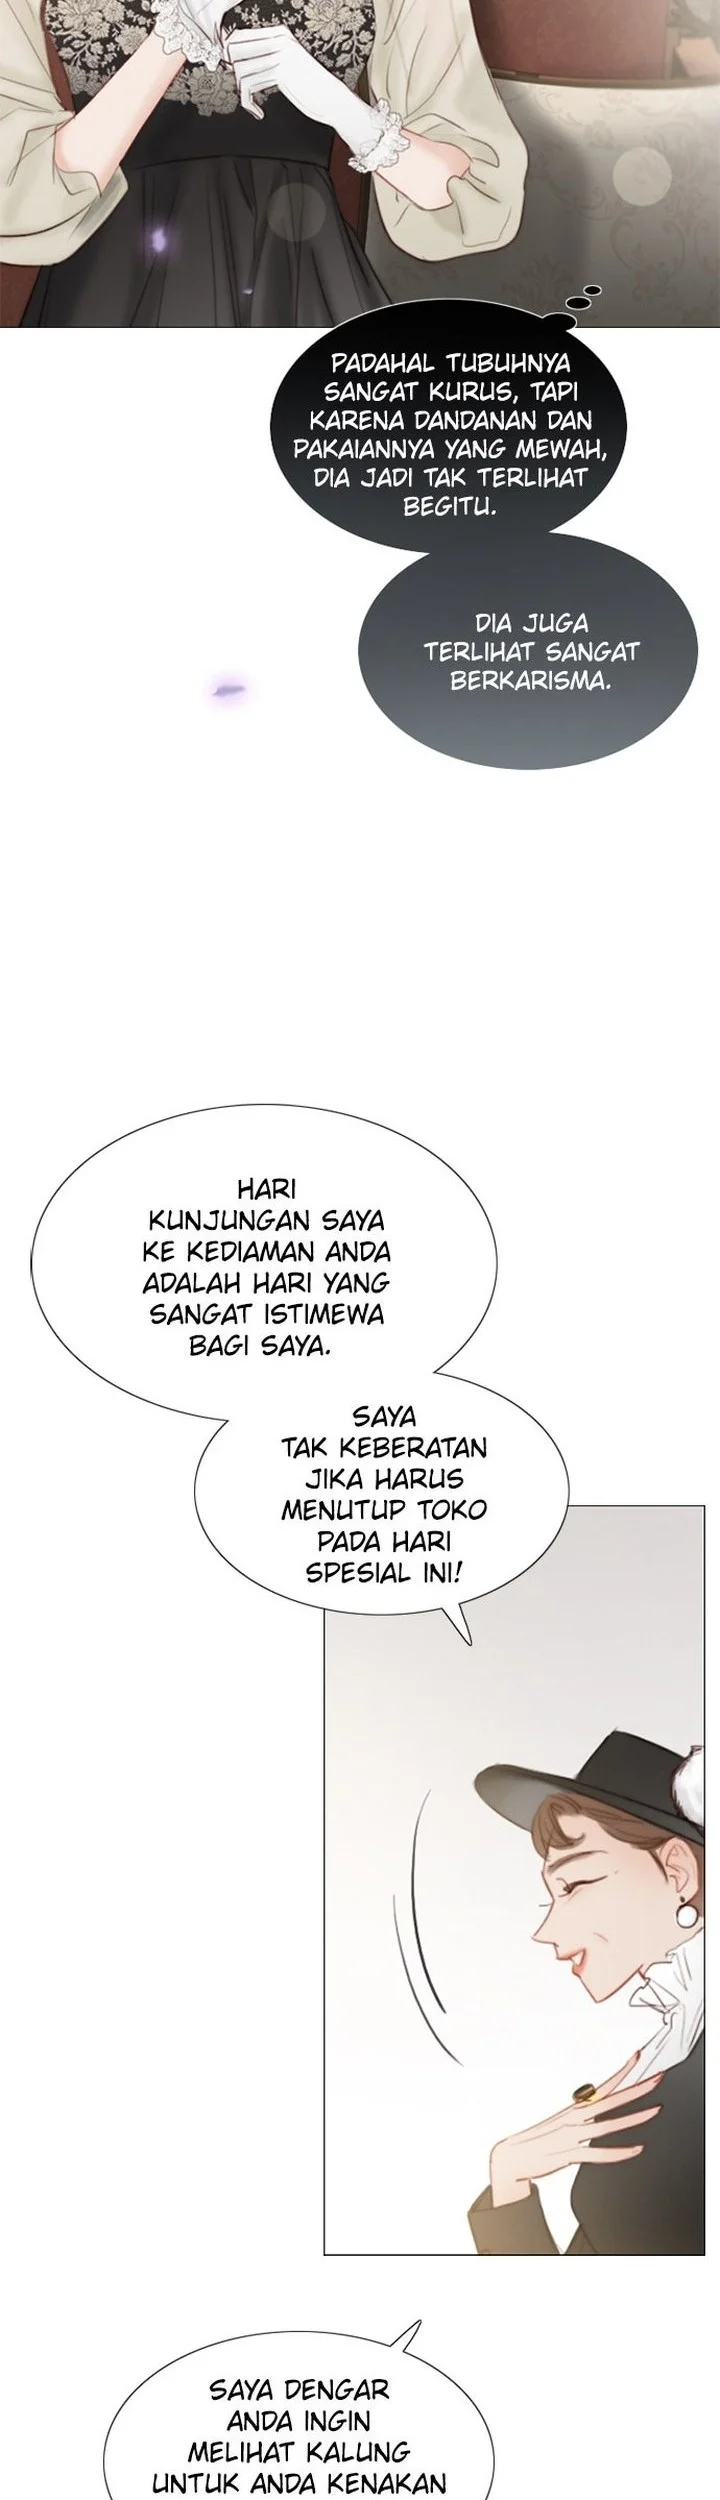 PADAHAL TUBUHNYA
SANGAT KURUS, TAPI
KARENA DANDANAN DAN
PAKAIANNYA YANG MEWAH,
DIA JADI TAK TERLIHAT
BEGITU.
DIA JUGA
TERLIHAT SANGAT
BERKARISMA.
HARI
KUNJUNGAN SAYA
KE KEDIAMAN ANDA
ADALAH HARI YANG
SANGAT ISTIMEWA
BAGI SAYA.
SAYA
TAK KEBERATAN
JIKA HARUS
MENUTUP TOKO
PADA HARI
SPESIAL INI!
SAYA DENGAR
ANDA INGIN
MELIHAT KALUNG
UNTUK ANDA KENAKAN